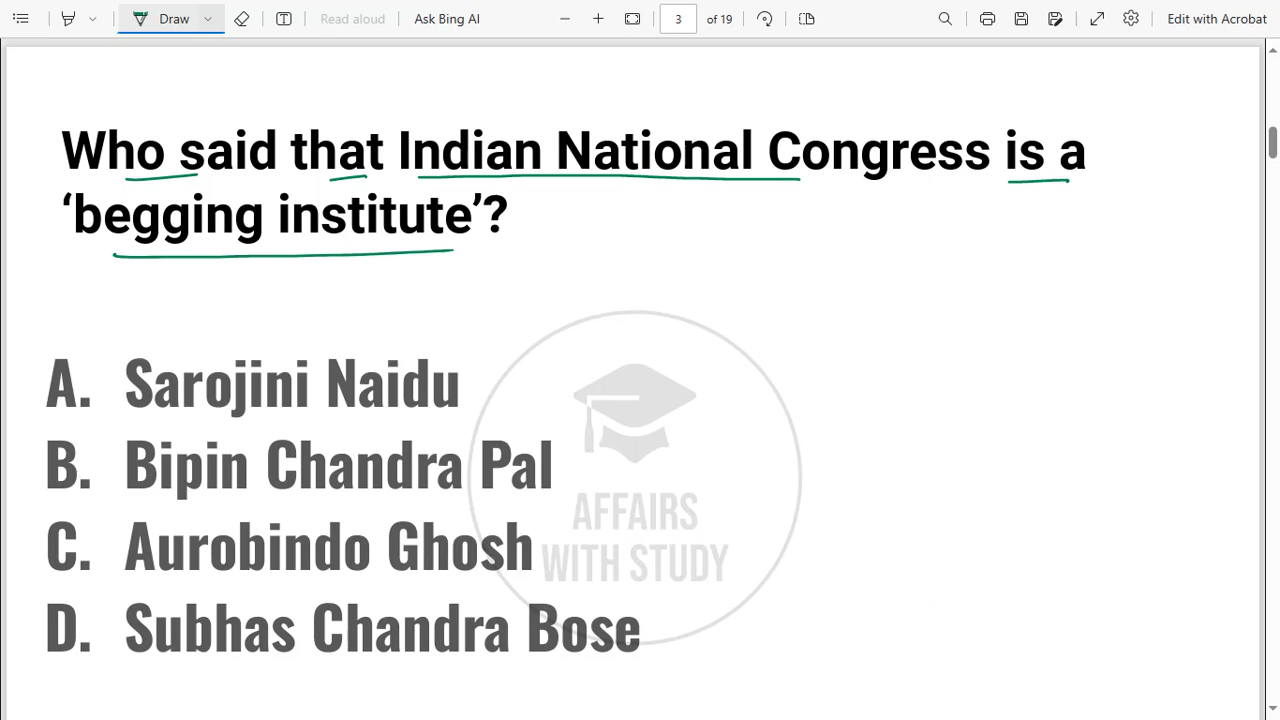 Draw
Read aloud
Ask Bing AI
3
of 19
Edit with Acrobat
Who said that Indian National Congress is a
‘begging institute’?
A. Sarojini Naidu
B. Bipin Chandra Pal
C. Aurobindo Ghosh
D. Subhas Chandra Bose
AFFAIRS
WITH STUDY